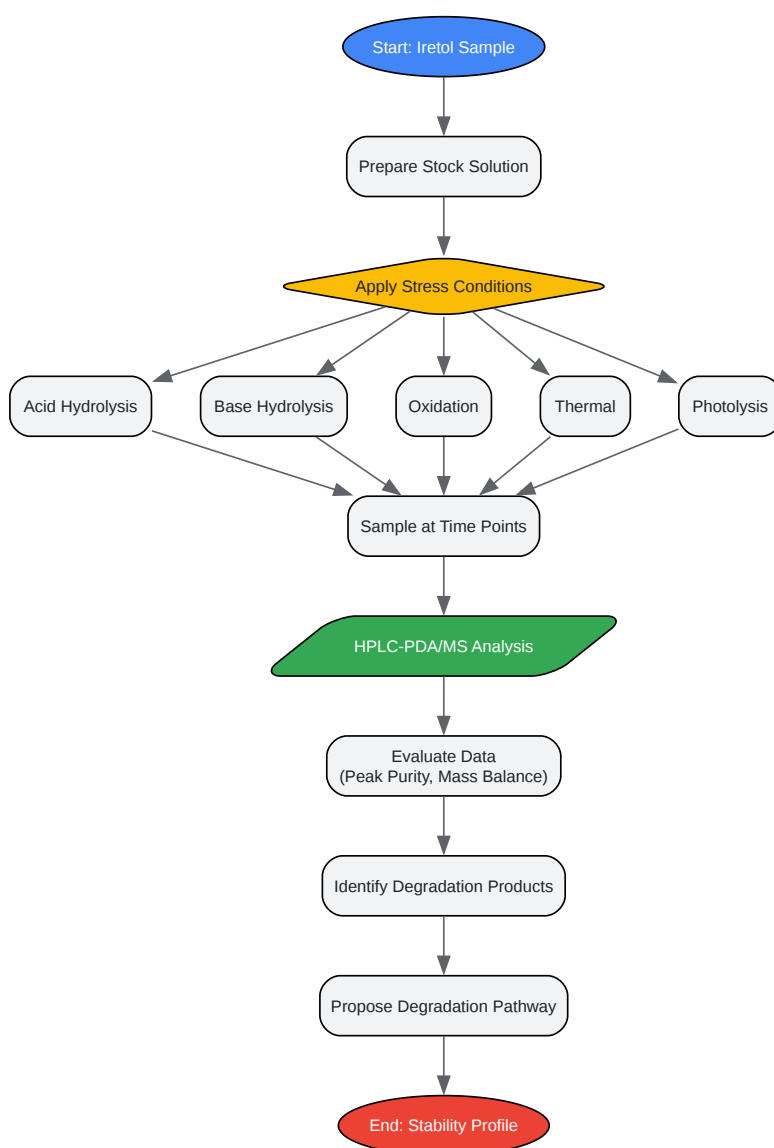 Start: Iretol Sample
Prepare Stock Solution
Apply Stress Conditions
Acid Hydrolysis
Base Hydrolysis
Oxidation
Thermal
Photolysis
Sample at Time Points
HPLC-PDA/MS Analysis
Evaluate Data
(Peak Purity, Mass Balance)
Identify Degradation Products
Propose Degradation Pathway
End: Stability Profile